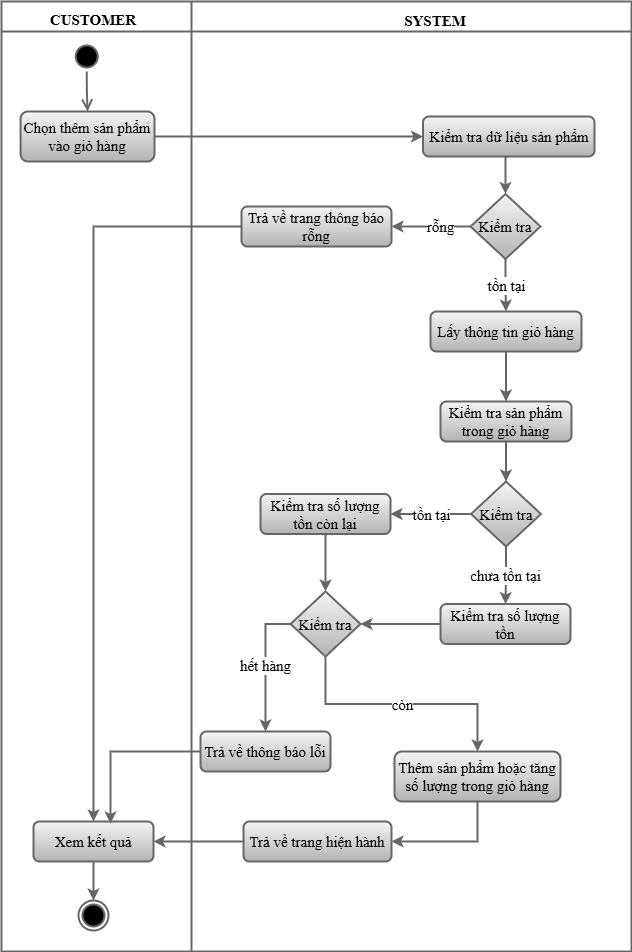 CUSTOMER
SYSTEM
Chọn thêm sản phẩm
vào giỏ hàng
Kiểm tra dữ liệu sản phẩm
Trả về trang thông báo
rỗng
rỗng
Kiểm tra
tồn tại
Lấy thông tin giỏ hàng
Kiểm tra sản phẩm
trong giỏ hàng
Kiểm tra số lượng
tồn còn lại
tồn tại
Kiểm tra
chưa tồn tại
Kiểm tra
Kiểm tra số lượng
tồn
hết hàng
còn
Trả về thông báo lỗi
Thêm sản phẩm hoặc tăng
số lượng trong giỏ hàng
Xem kết quả
Trả về trang hiện hành